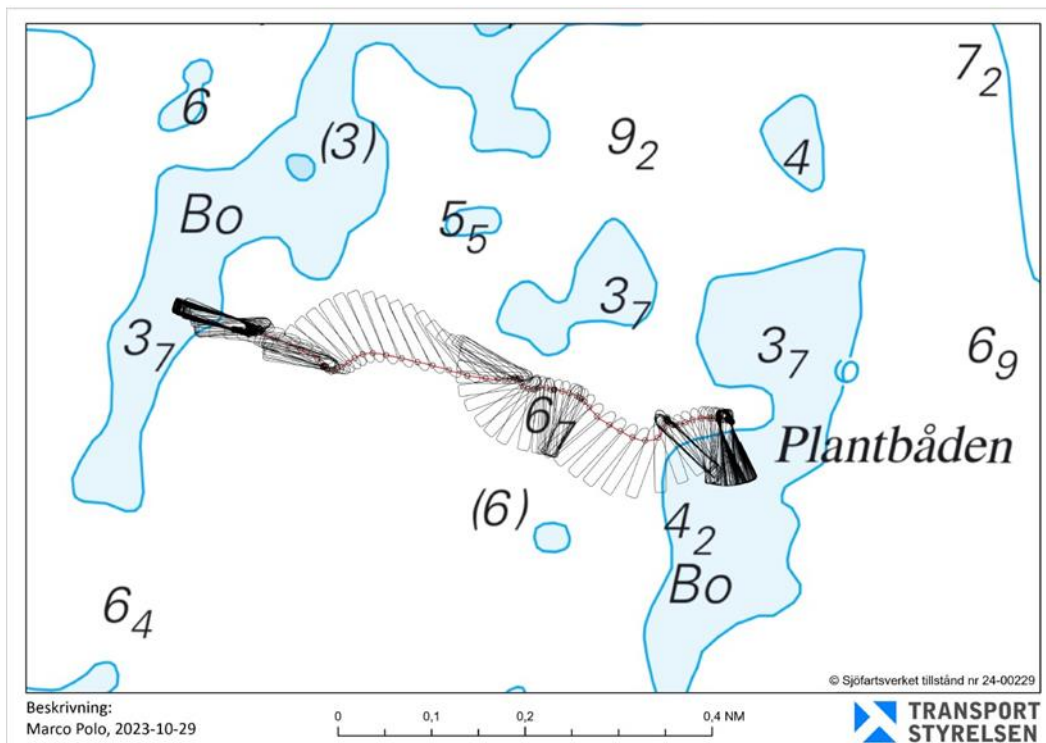 7₂
6
(3)
9₂
4
Bo
5₅
3₇
3₇
3₇
6₉
6
6₇
Plantbåden
(6)
4₂
Bo
6₄
© Sjöfartsverket tillstånd nr 24-00229
Beskrivning:
Marco Polo, 2023-10-29
0 0,1 0,2 0,4 NM
TRANSPORT
STYRELSEN